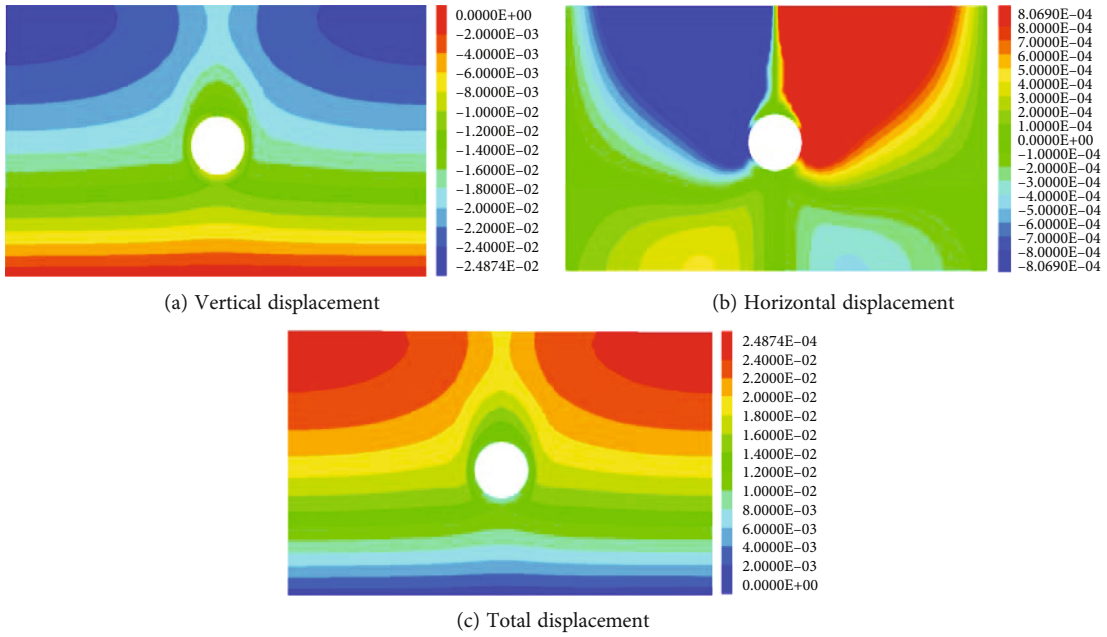 0.0000E+00
−2.0000E−03
−4.0000E−03
−6.0000E−03
−8.0000E−03
−1.0000E−02
−1.2000E−02
−1.4000E−02
−1.6000E−02
−1.8000E−02
−2.0000E−02
−2.2000E−02
−2.4000E−02
−2.4874E−02
(a) Vertical displacement
8.0690E−04
8.0000E−04
7.0000E−04
6.0000E−04
5.0000E−04
4.0000E−04
3.0000E−04
2.0000E−04
1.0000E−04
0.0000E+00
−1.0000E−04
−2.0000E−04
−3.0000E−04
−4.0000E−04
−5.0000E−04
−6.0000E−04
−7.0000E−04
−8.0000E−04
−8.0690E−04
(b) Horizontal displacement
2.4874E−04
2.4000E−02
2.2000E−02
2.0000E−02
1.8000E−02
1.6000E−02
1.4000E−02
1.2000E−02
1.0000E−02
8.0000E−03
6.0000E−03
4.0000E−03
2.0000E−03
0.0000E+00
(c) Total displacement